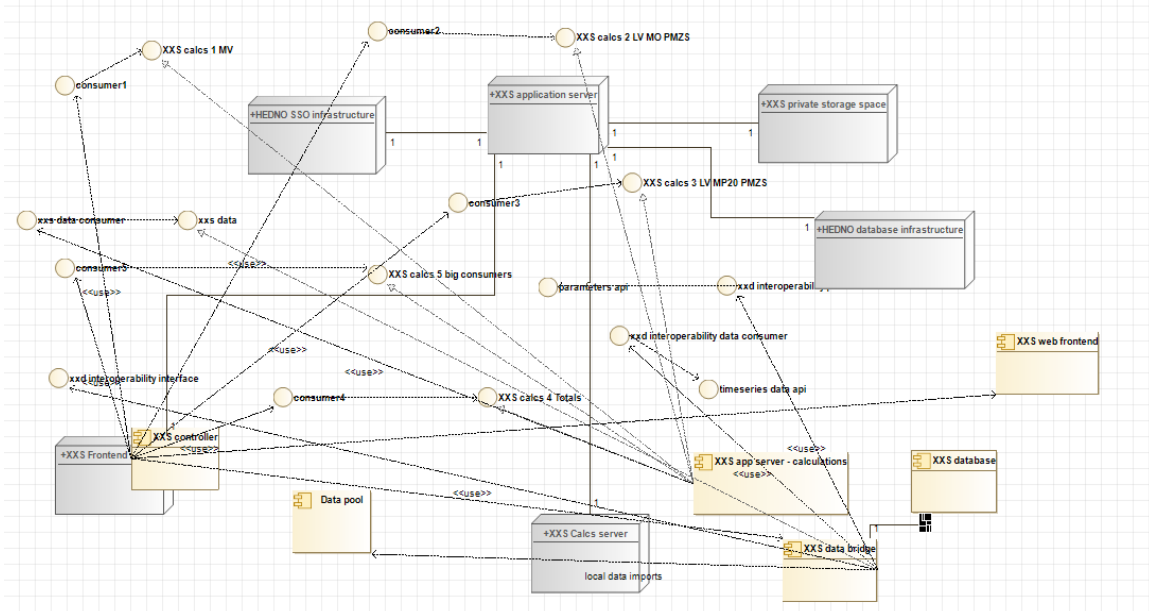 consumer2
XXS calcs 2 LV MO PMZS
XXS calcs 1 MV
consumer1
+XXS application server
+XXS private storage space
+HEDNO SSO infrastructure
1
1
1
1
1
1
1
XXS calcs 3 LV MP20 PMZS
consumer3
xxs data consumer
xxs data
1
+HEDNO database infrastructure
<<use>>
consumer3
XXS calcs 5 big consumers
<<use>>
parameters api
xxd interoperability
xxd interoperability data consumer
XXS web frontend
<<use>>
<<use>>
xxd interoperability interface
<<use>>
timeseries data api
consumer4
XXS calcs 4 Totals
XXS controller
<<use>>
<<use>>
+XXS Frontend
XXS app server - calculations
<<use>>
XXS database
<<use>>
Data pool
1
+XXS Calcs server
1
XXS data bridge
local data imports